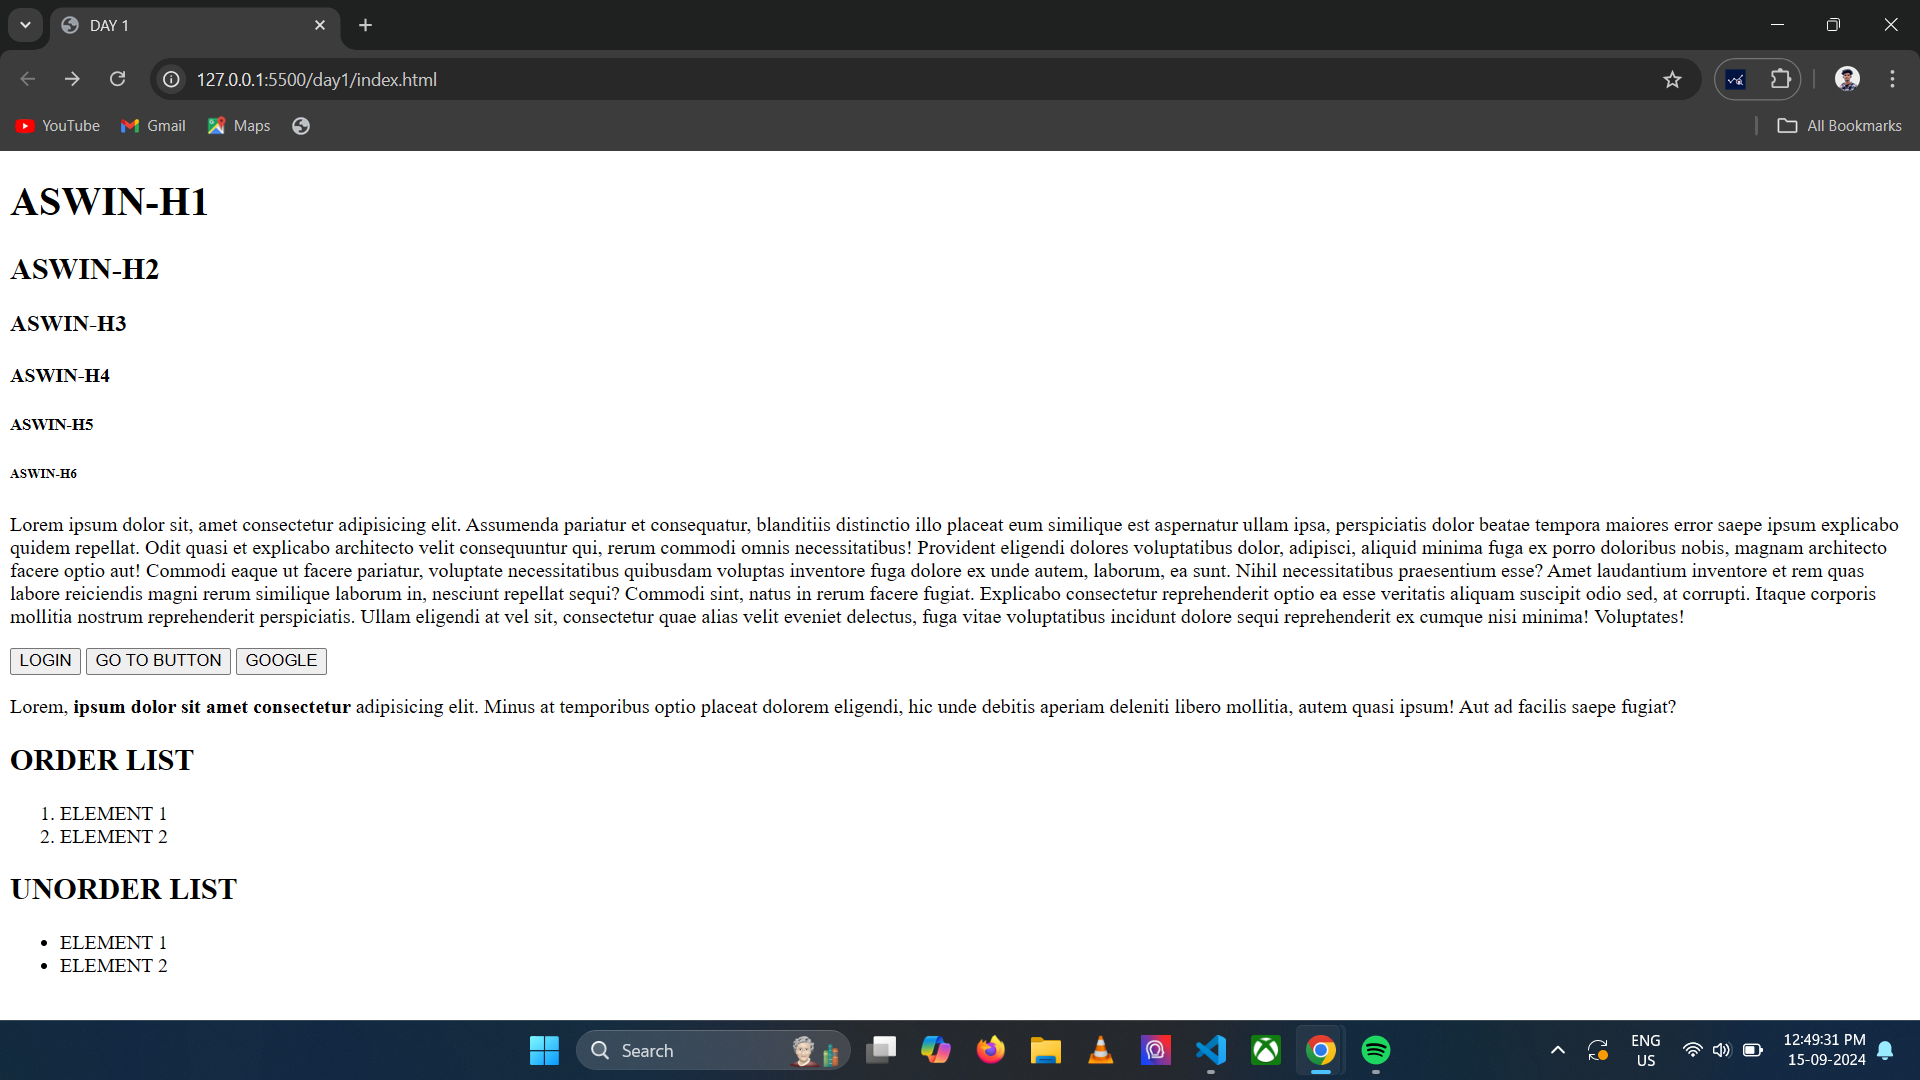 DAY 1
127.0.0.1:5500/day1/index.html
YouTube Gmail Maps All Bookmarks
ASWIN-H1
ASWIN-H2
ASWIN-H3
ASWIN-H4
ASWIN-H5
ASWIN-H6
Lorem ipsum dolor sit, amet consectetur adipisicing elit. Assumenda pariatur et consequatur, blanditiis distinctio illo placeat eum similique est aspernatur ullam ipsa, perspiciatis dolor beatae tempora maiores error saepe ipsum explicabo
quidem repellat. Odit quasi et explicabo architecto velit consequuntur qui, rerum commodi omnis necessitatibus! Provident eligendi dolores voluptatibus dolor, adipisci, aliquid minima fuga ex porro doloribus nobis, magnam architecto
facere optio aut! Commodi eaque ut facere pariatur, voluptate necessitatibus quibusdam voluptas inventore fuga dolore ex unde autem, laborum, ea sunt. Nihil necessitatibus praesentium esse? Amet laudantium inventore et rem quas
labore reiciendis magni rerum similique laborum in, nesciunt repellat sequi? Commodi sint, natus in rerum facere fugiat. Explicabo consectetur reprehenderit optio ea esse veritatis aliquam suscipit odio sed, at corrupti. Itaque corporis
mollitia nostrum reprehenderit perspiciatis. Ullam eligendi at vel sit, consectetur quae alias velit eveniet delectus, fuga vitae voluptatibus incidunt dolore sequi reprehenderit ex cumque nisi minima! Voluptates!
LOGIN GO TO BUTTON GOOGLE
Lorem, ipsum dolor sit amet consectetur adipisicing elit. Minus at temporibus optio placeat dolorem eligendi, hic unde debitis aperiam deleniti libero mollitia, autem quasi ipsum! Aut ad facilis saepe fugiat?
ORDER LIST
1. ELEMENT 1
2. ELEMENT 2
UNORDER LIST
• ELEMENT 1
• ELEMENT 2
Search
ENG
US
12:49:31 PM
15-09-2024